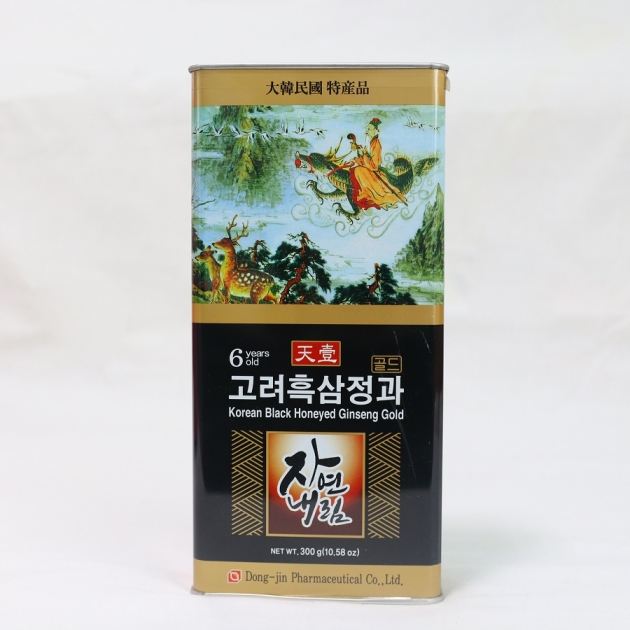 大韓民國 特産品
6 years old
天壹
골드
고려흑삼정과
Korean Black Honeyed Ginseng Gold
자연
내림
NET WT. 300 g(10.58 oz)
Dong-jin Pharmaceutical Co.,Ltd.